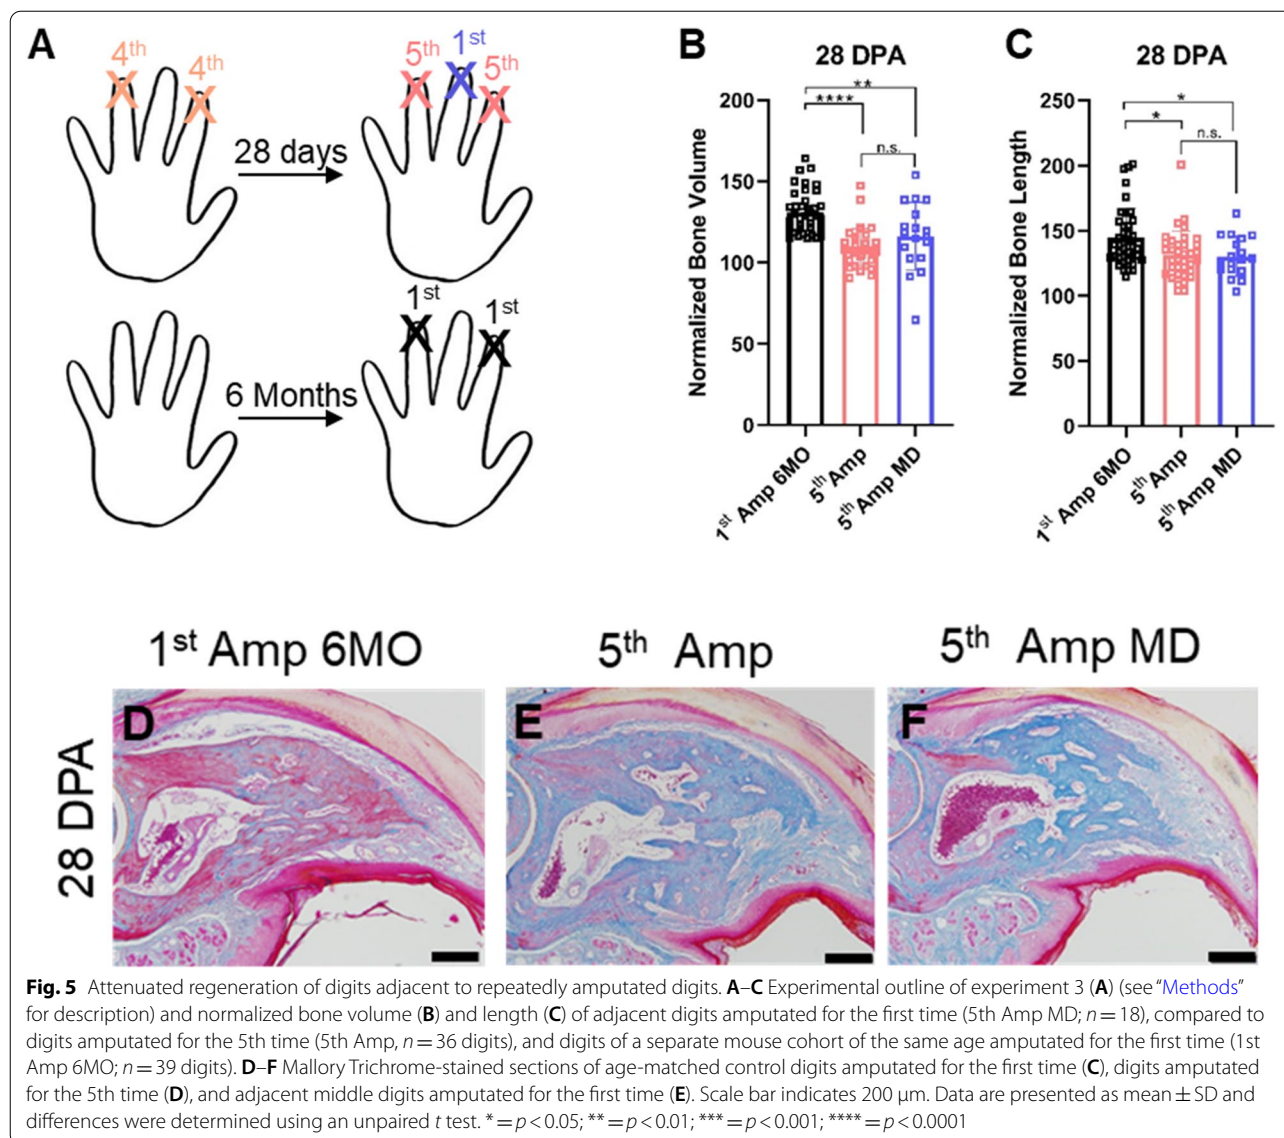 A
4th
4th
28 days
5th
1st
5th
6 Months
1st
1st
B
28 DPA
**
****
n.s.
Normalized Bone Volume
200
150
100
50
0
1st Amp 6MO
5th Amp
5th Amp MD
C
28 DPA
*
*
n.s.
Normalized Bone Length
250
200
150
100
50
0
1st Amp 6MO
5th Amp
5th Amp MD
1st Amp 6MO
5th Amp
5th Amp MD
28 DPA
D
E
F
Fig. 5 Attenuated regeneration of digits adjacent to repeatedly amputated digits. A–C Experimental outline of experiment 3 (A) (see “Methods”
for description) and normalized bone volume (B) and length (C) of adjacent digits amputated for the first time (5th Amp MD; n = 18), compared to
digits amputated for the 5th time (5th Amp, n = 36 digits), and digits of a separate mouse cohort of the same age amputated for the first time (1st
Amp 6MO; n = 39 digits). D–F Mallory Trichrome-stained sections of age-matched control digits amputated for the first time (C), digits amputated
for the 5th time (D), and adjacent middle digits amputated for the first time (E). Scale bar indicates 200 μm. Data are presented as mean ± SD and
differences were determined using an unpaired t test. * = p < 0.05; ** = p < 0.01; *** = p < 0.001; **** = p < 0.0001